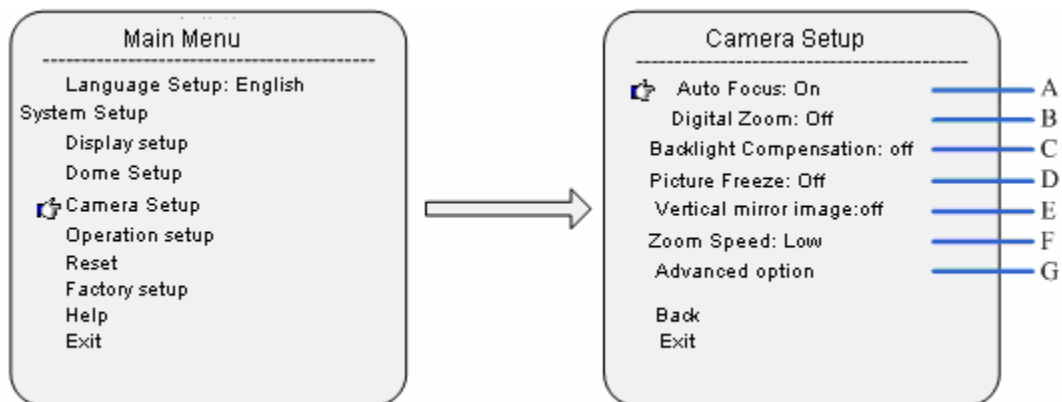 Main Menu
Language Setup: English
System Setup
Display setup
Dome Setup
Camera Setup
Operation setup
Reset
Factory setup
Help
Exit
Camera Setup
Auto Focus: On
A
Digital Zoom: Off
B
Backlight Compensation: off
C
Picture Freeze: Off
D
Vertical mirror image:off
E
Zoom Speed: Low
F
Advanced option
G
Back
Exit